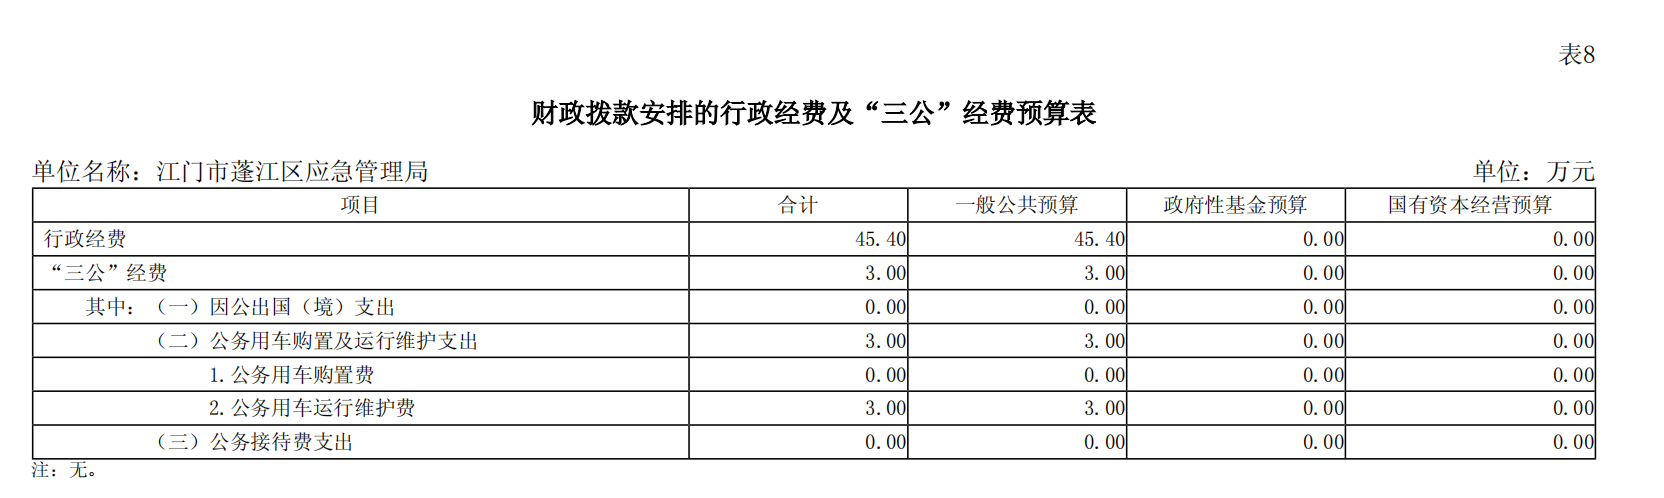 表8
财政拨款安排的行政经费及“三公”经费预算表
单位名称：江门市蓬江区应急管理局 单位：万元
项目 合计 一般公共预算 政府性基金预算 国有资本经营预算
行政经费 45.40 45.40 0.00 0.00
“三公”经费 3.00 3.00 0.00 0.00
其中：（一）因公出国（境）支出 0.00 0.00 0.00 0.00
（二）公务用车购置及运行维护支出 3.00 3.00 0.00 0.00
1.公务用车购置费 0.00 0.00 0.00 0.00
2.公务用车运行维护费 3.00 3.00 0.00 0.00
（三）公务接待费支出 0.00 0.00 0.00 0.00
注：无。